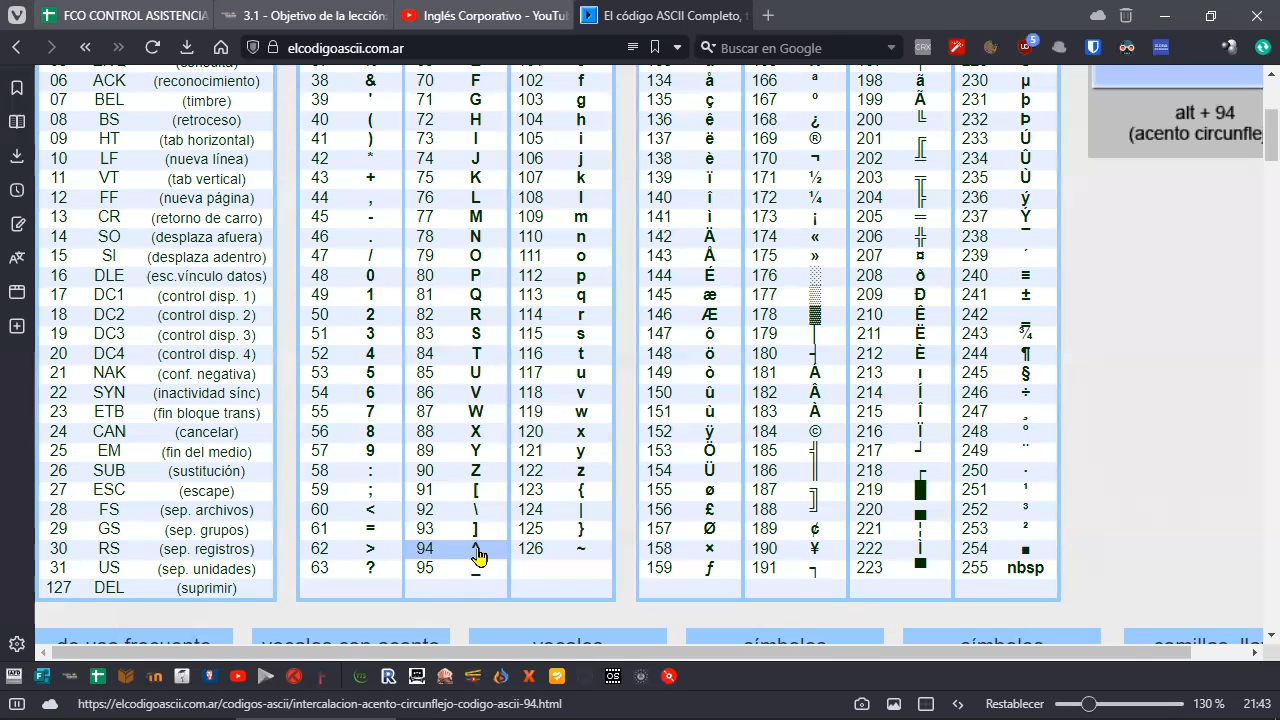 FCO CONTROL ASISTENCIA
3.1 - Objetivo de la lección
Inglés Corporativo - YouTu
El código ASCII Completo,
elcodigoascii.com.ar
Buscar en Google
CRX
5
06 ACK (reconocimiento) 38 & 70 F 102 f 134 å 166 ª 198 ã 230 µ
07 BEL (timbre) 39 ' 71 G 103 g 135 ç 167 º 199 Ã 231 þ
08 BS (retroceso) 40 ( 72 H 104 h 136 ê 168 ¿ 200 ╚ 232 Þ
09 HT (tab horizontal) 41 ) 73 I 105 i 137 ë 169 ® 201 ╔ 233 Ú
10 LF (nueva línea) 42 * 74 J 106 j 138 è 170 ¬ 202 ╩ 234 Û
11 VT (tab vertical) 43 + 75 K 107 k 139 ï 171 ½ 203 ╦ 235 Ù
12 FF (nueva página) 44 , 76 L 108 l 140 î 172 ¼ 204 ╠ 236 ý
13 CR (retorno de carro) 45 - 77 M 109 m 141 ì 173 ¡ 205 ═ 237 Ý
14 SO (desplaza afuera) 46 . 78 N 110 n 142 Ä 174 « 206 ╬ 238 ¯
15 SI (desplaza adentro) 47 / 79 O 111 o 143 Å 175 » 207 ¤ 239 ´
16 DLE (esc.vínculo datos) 48 0 80 P 112 p 144 É 176 ░ 208 ð 240 ≡
17 DC1 (control disp. 1) 49 1 81 Q 113 q 145 æ 177 ▒ 209 Ð 241 ±
18 DC2 (control disp. 2) 50 2 82 R 114 r 146 Æ 178 ▓ 210 Ê 242 ‗
19 DC3 (control disp. 3) 51 3 83 S 115 s 147 ô 179 │ 211 Ë 243 ¾
20 DC4 (control disp. 4) 52 4 84 T 116 t 148 ö 180 ┤ 212 È 244 ¶
21 NAK (conf. negativa) 53 5 85 U 117 u 149 ò 181 Á 213 ı 245 §
22 SYN (inactividad sínc) 54 6 86 V 118 v 150 û 182 Â 214 Í 246 ÷
23 ETB (fin bloque trans) 55 7 87 W 119 w 151 ù 183 À 215 Î 247 ¸
24 CAN (cancelar) 56 8 88 X 120 x 152 ÿ 184 © 216 Ï 248 °
25 EM (fin del medio) 57 9 89 Y 121 y 153 Ö 185 ╣ 217 ┘ 249 ¨
26 SUB (sustitución) 58 : 90 Z 122 z 154 Ü 186 ║ 218 ┌ 250 ·
27 ESC (escape) 59 ; 91 [ 123 { 155 ø 187 ╗ 219 █ 251 ¹
28 FS (sep. archivos) 60 < 92 \ 124 | 156 £ 188 ╝ 220 ▄ 252 ³
29 GS (sep. grupos) 61 = 93 ] 125 } 157 Ø 189 ¢ 221 ¦ 253 ²
30 RS (sep. registros) 62 > 94 ^ 126 ~ 158 × 190 ¥ 222 Ì 254 ■
31 US (sep. unidades) 63 ? 95 _ 159 ƒ 191 ┐ 223 ▀ 255 nbsp
127 DEL (suprimir)
alt + 94
(acento circunfle
https://elcodigoascii.com.ar/codigos-ascii/intercalacion-acento-circunflejo-codigo-ascii-94.html
Restablecer
130 %
21:43